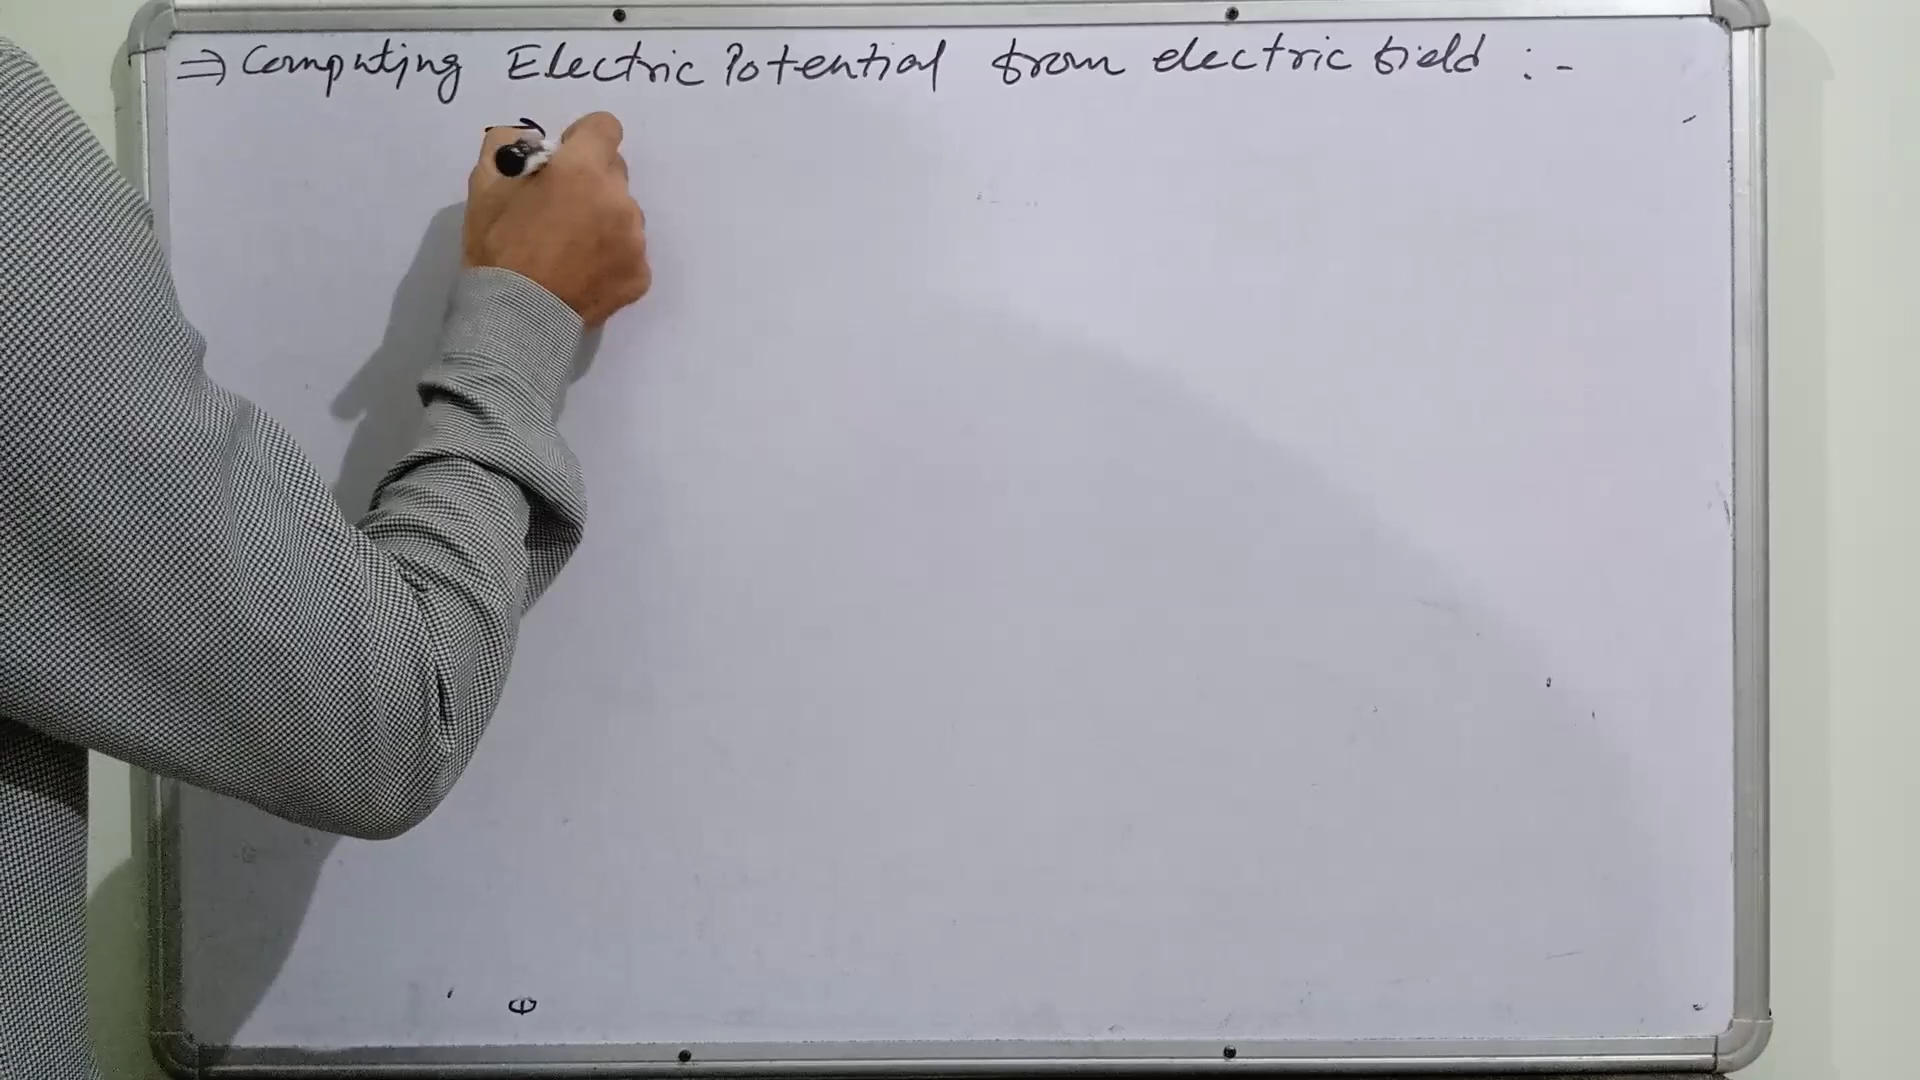 ⇒ Computing Electric Potential from electric field :-